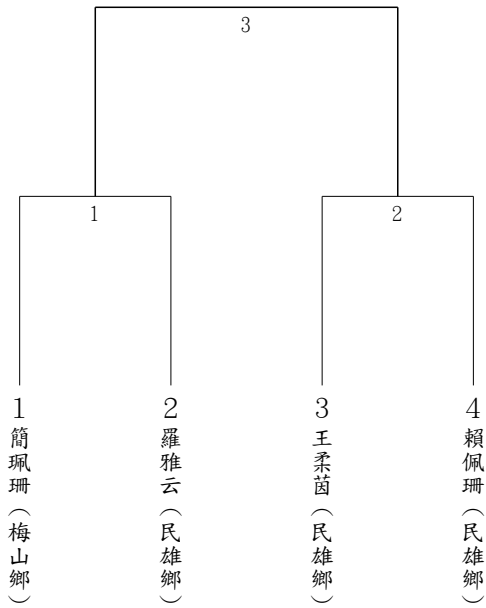 3
1
2
1 簡珮珊（梅山鄉）
2 羅雅云（民雄鄉）
3 王柔茵（民雄鄉）
4 賴佩珊（民雄鄉）